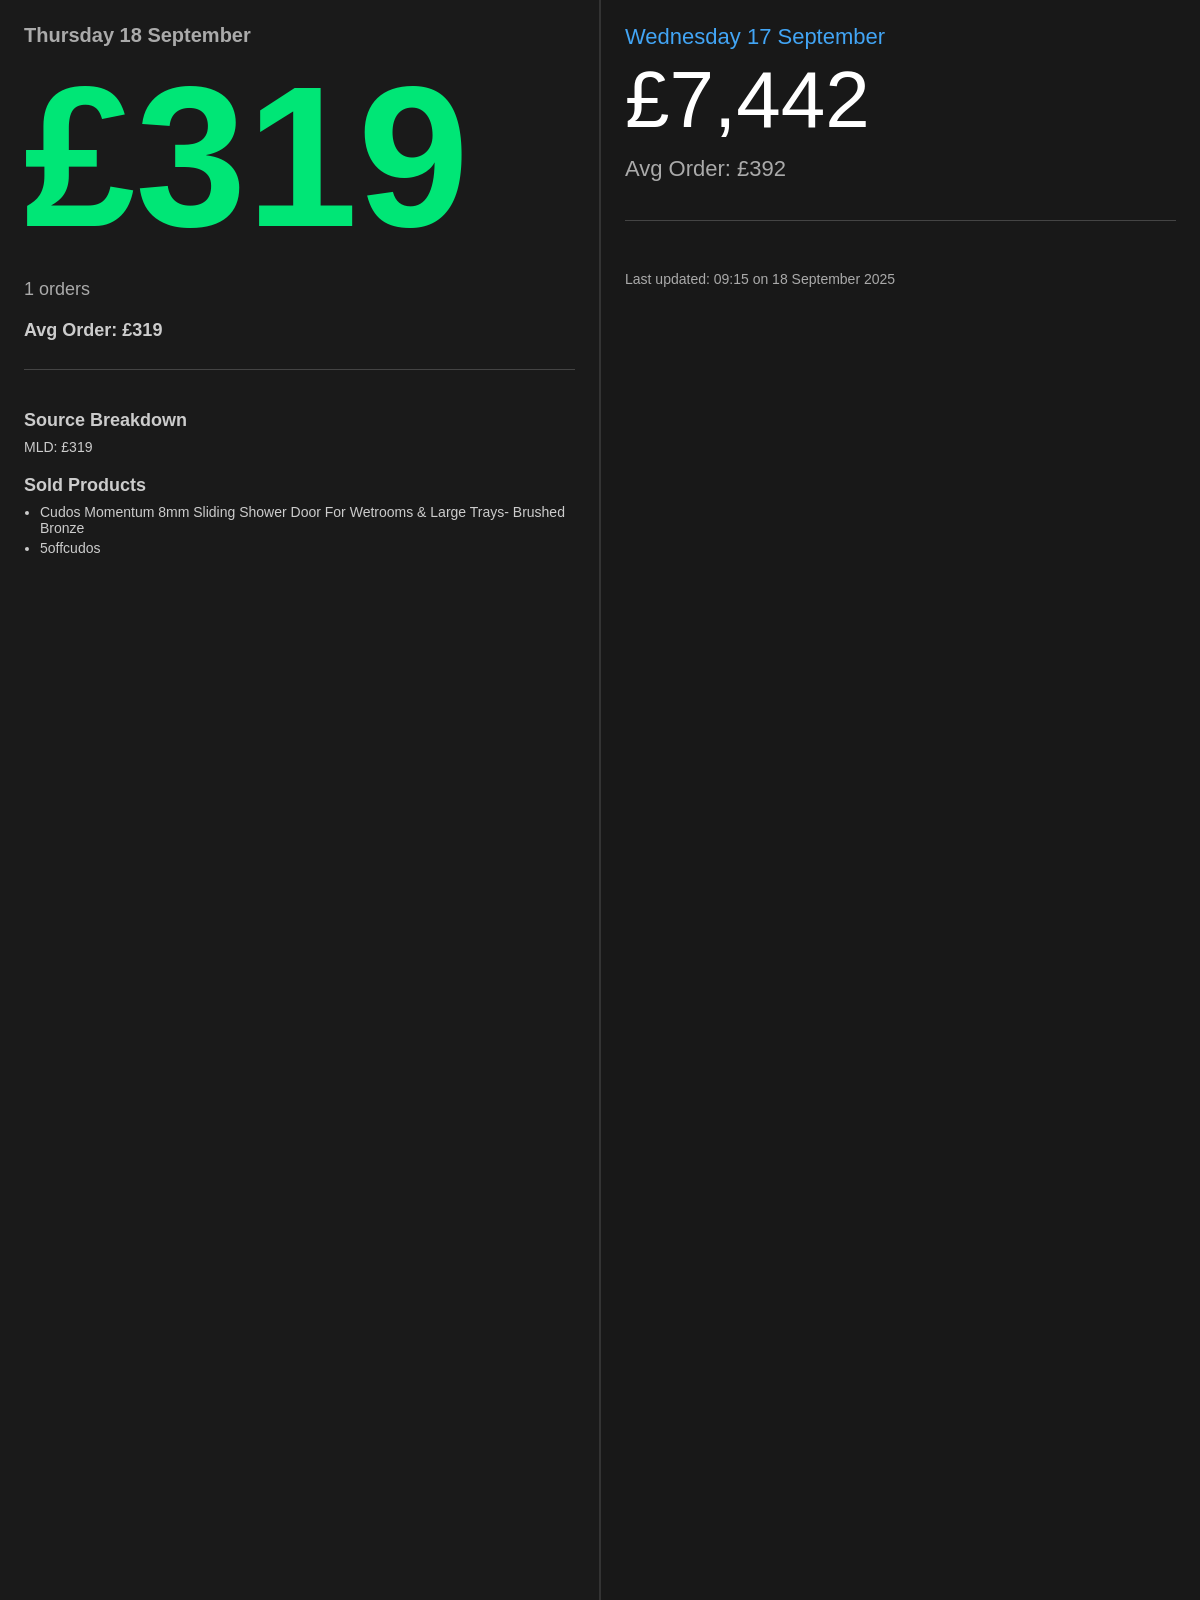 Thursday 18 September
£319
1 orders
Avg Order: £319
Source Breakdown
MLD: £319
Sold Products
• Cudos Momentum 8mm Sliding Shower Door For Wetrooms & Large Trays- Brushed
Bronze
• 5offcudos
Wednesday 17 September
£7,442
Avg Order: £392
Last updated: 09:15 on 18 September 2025